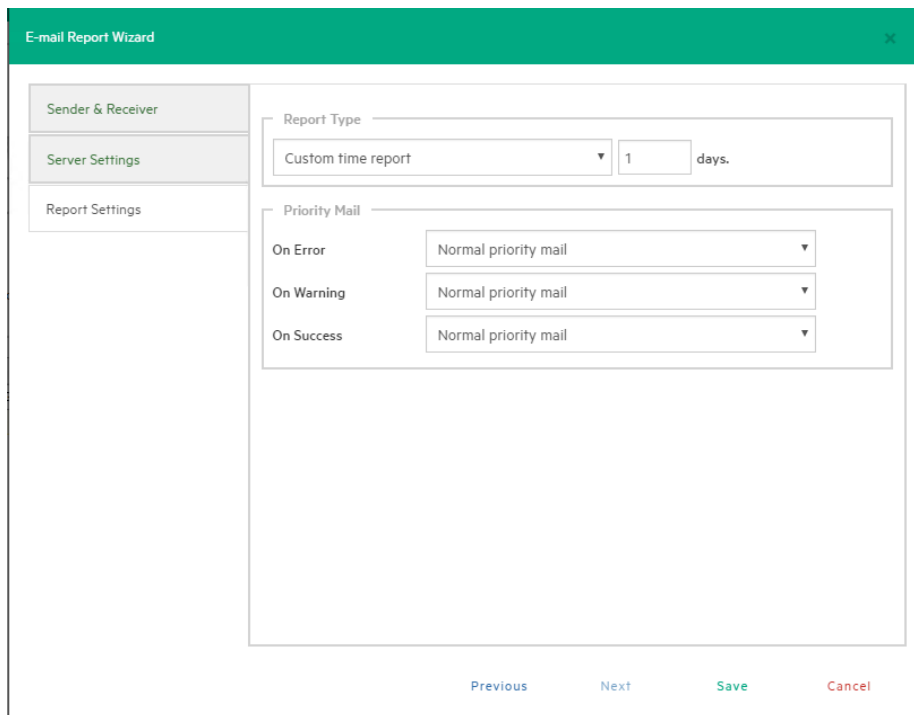 E-mail Report Wizard ×
Sender & Receiver
Server Settings
Report Settings
Report Type
Custom time report 1 days.
Priority Mail
On Error Normal priority mail
On Warning Normal priority mail
On Success Normal priority mail
Previous Next Save Cancel